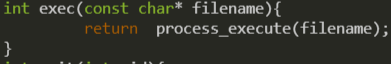 int exec(const char* filename){
return process_execute(filename);
}